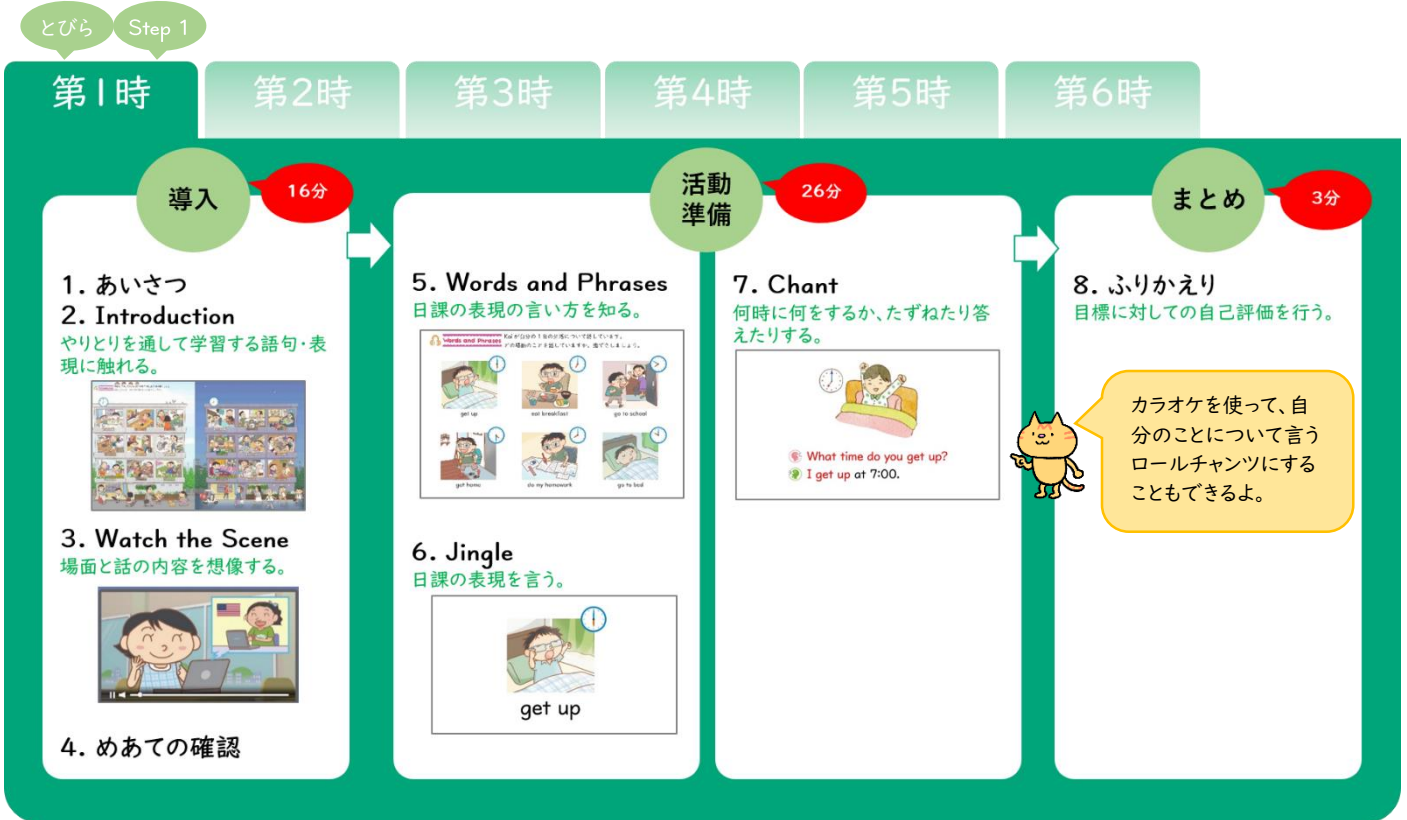 とびら
Step 1
第1時
第2時
第3時
第4時
第5時
第6時
導入
16分
1. あいさつ
2. Introduction
やりとりを通して学習する語句・表
現に触れる。
3. Watch the Scene
場面と話の内容を想像する。
4. めあての確認
活動
準備
26分
5. Words and Phrases
日課の表現の言い方を知る。
Words and Phrases
get up
eat breakfast
go to school
get home
do my homework
go to bed
6. Jingle
日課の表現を言う。
get up
7. Chant
何時に何をするか、たずねたり答
えたりする。
What time do you get up?
I get up at 7:00.
まとめ
3分
8. ふりかえり
目標に対しての自己評価を行う。
カラオケを使って、自
分のことについて言う
ロールチャンツにする
こともできるよ。